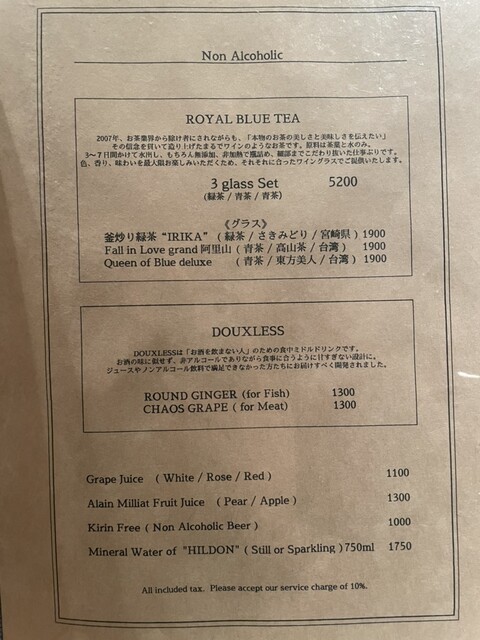 Non Alcoholic
ROYAL BLUE TEA
2007年、お茶業界から除け者にされながらも、「本物のお茶の美しさと美味しさを伝えたい」
その信念を貫いて造り上げたまるでワインのようなお茶です。原料は茶葉と水のみ。
3〜7日間かけて水出し、もちろん無添加、非加熱で瓶詰め、細部までこだわり抜いた仕事ぶりです。
色、香り、味わいを最大限お楽しみいただくため、それぞれに合ったワイングラスでご提供いたします。
3 glass Set 5200
(緑茶 / 青茶 / 青茶)
《グラス》
釜炒り緑茶“IRIKA” ( 緑茶 / さきみどり / 宮崎県 ) 1900
Fall in Love grand 阿里山 ( 青茶 / 高山茶 / 台湾 ) 1900
Queen of Blue deluxe ( 青茶 / 東方美人 / 台湾 ) 1900
DOUXLESS
DOUXLESSは「お酒を飲まない人」のための食中ミドルドリンクです。
お酒の味に似せず、非アルコールでありながら食事に合うように甘すぎない設計に。
ジュースやノンアルコール飲料で満足できなかった方たちにお届けすべく開発されました。
ROUND GINGER (for Fish) 1300
CHAOS GRAPE ( for Meat) 1300
Grape Juice ( White / Rose / Red ) 1100
Alain Milliat Fruit Juice ( Pear / Apple ) 1300
Kirin Free ( Non Alcoholic Beer ) 1000
Mineral Water of "HILDON" ( Still or Sparkling ) 750ml 1750
All included tax. Please accept our service charge of 10%.